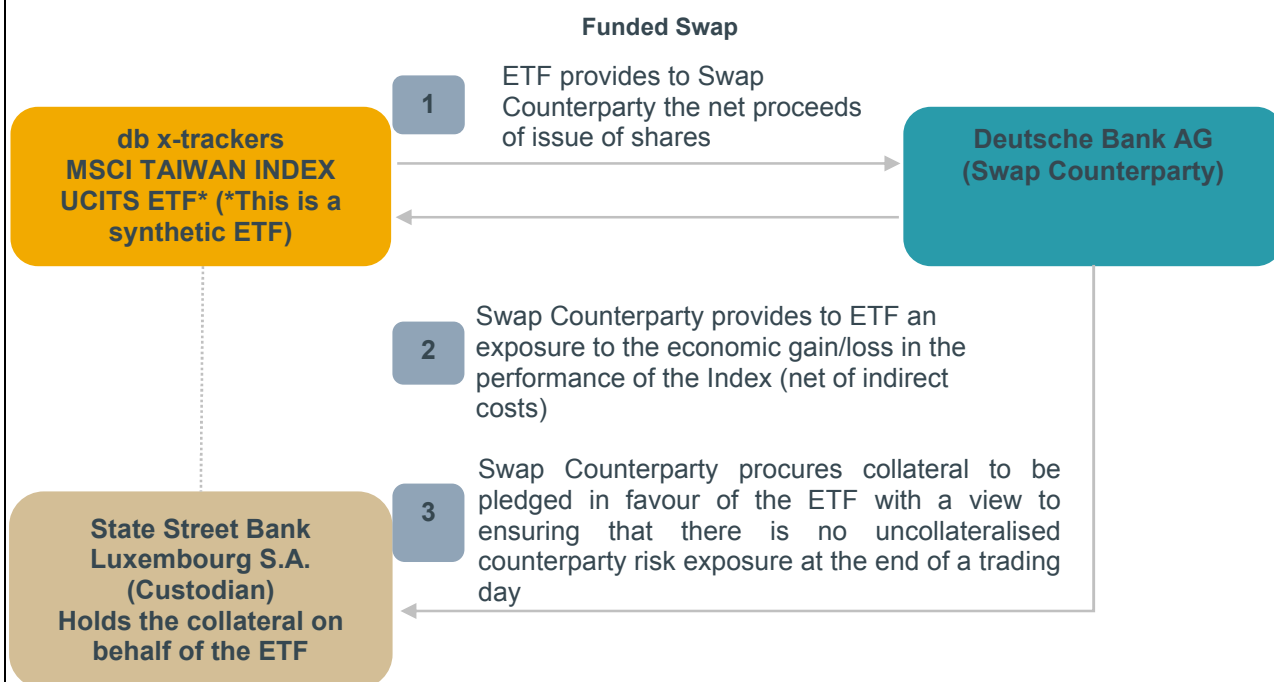 Funded Swap
1
ETF provides to Swap
Counterparty the net proceeds
of issue of shares
db x-trackers
MSCI TAIWAN INDEX
UCITS ETF* (*This is a
synthetic ETF)
Deutsche Bank AG
(Swap Counterparty)
2
Swap Counterparty provides to ETF an
exposure to the economic gain/loss in the
performance of the Index (net of indirect
costs)
3
Swap Counterparty procures collateral to be
pledged in favour of the ETF with a view to
ensuring that there is no uncollateralised
counterparty risk exposure at the end of a trading
day
State Street Bank
Luxembourg S.A.
(Custodian)
Holds the collateral on
behalf of the ETF